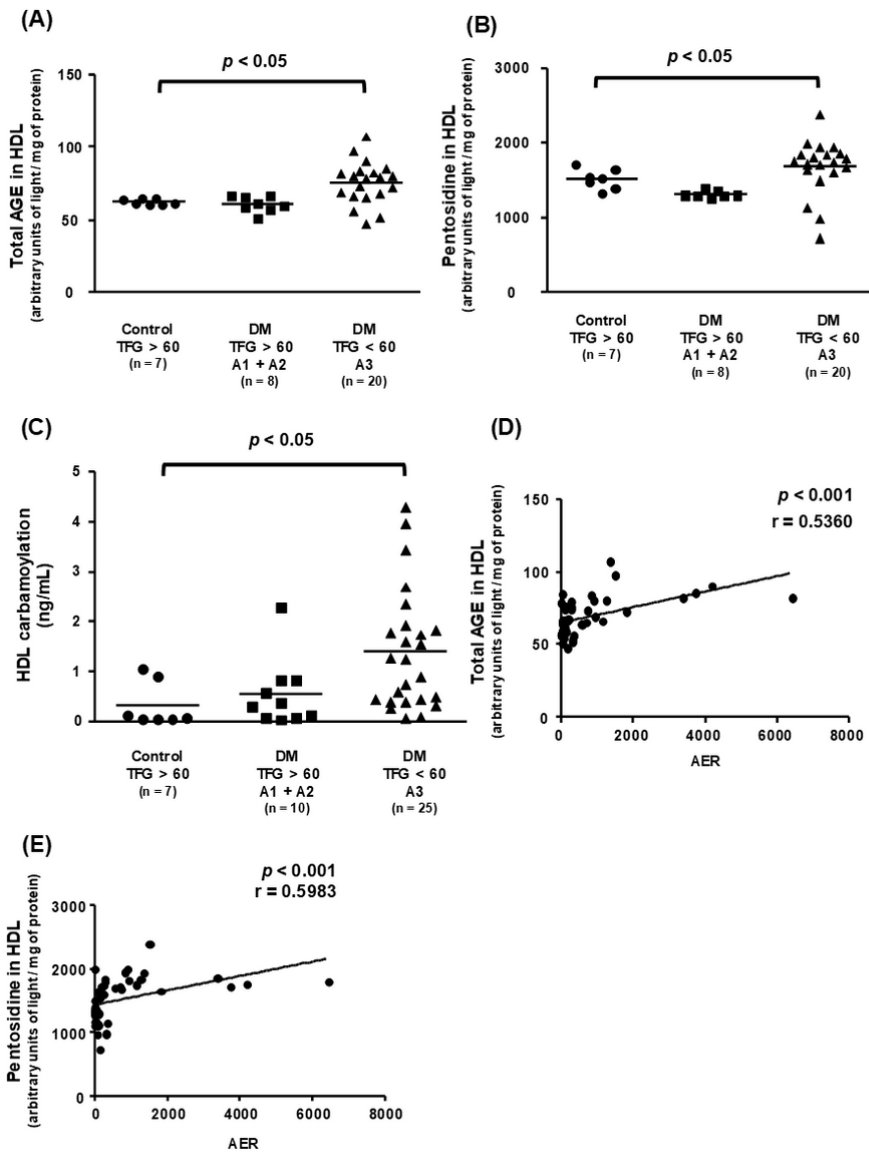 (A)
p < 0.05
Total AGE in HDL
(arbitrary units of light / mg of protein)
150
100
50
0
Control
TFG > 60
(n = 7)
DM
TFG > 60
A1 + A2
(n = 8)
DM
TFG < 60
A3
(n = 20)
(B)
p < 0.05
Pentosidine in HDL
(arbitrary units of light / mg of protein)
3000
2000
1000
0
Control
TFG > 60
(n = 7)
DM
TFG > 60
A1 + A2
(n = 8)
DM
TFG < 60
A3
(n = 20)
(C)
p < 0.05
HDL carbamoylation
(ng/mL)
5
4
3
2
1
0
Control
TFG > 60
(n = 7)
DM
TFG > 60
A1 + A2
(n = 10)
DM
TFG < 60
A3
(n = 25)
(D)
p < 0.001
r = 0.5360
Total AGE in HDL
(arbitrary units of light / mg of protein)
150
100
50
0
0 2000 4000 6000 8000
AER
(E)
p < 0.001
r = 0.5983
Pentosidine in HDL
(arbitrary units of light / mg of protein)
3000
2000
1000
0
0 2000 4000 6000 8000
AER